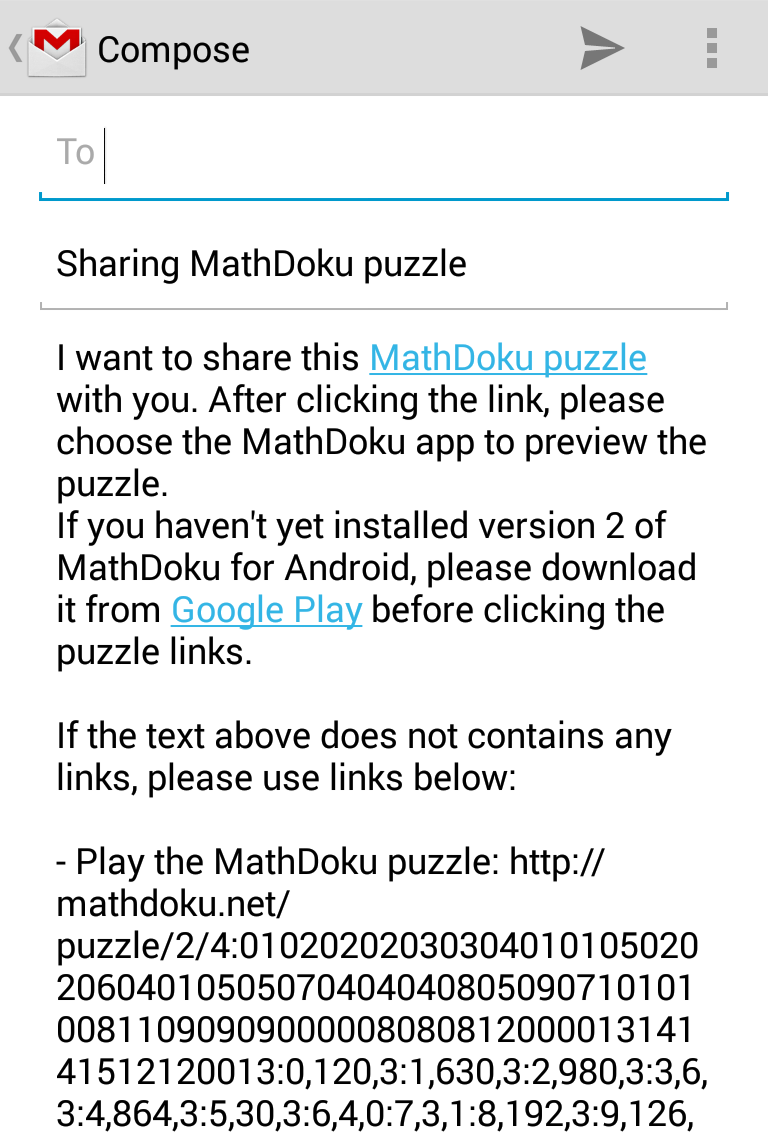 Compose
To
Sharing MathDoku puzzle
I want to share this MathDoku puzzle
with you. After clicking the link, please
choose the MathDoku app to preview the
puzzle.
If you haven't yet installed version 2 of
MathDoku for Android, please download
it from Google Play before clicking the
puzzle links.
If the text above does not contains any
links, please use links below:
- Play the MathDoku puzzle: http://
mathdoku.net/
puzzle/2/4:01020202030304010105020
2060401050507040404080509071010­1
00811090909000008080812000013141
41512120013:0,120,3:1,630,3:2,980,3:3,6,
3:4,864,3:5,30,3:6,4,0:7,3,1:8,192,3:9,126,